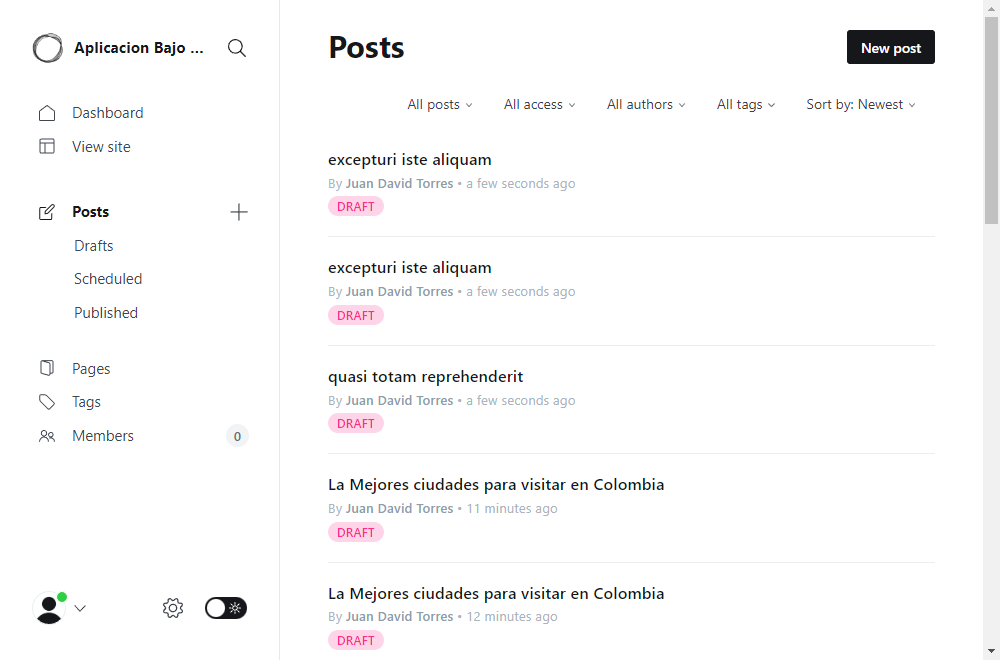 Aplicacion Bajo ...
Dashboard
View site
Posts
Drafts
Scheduled
Published
Pages
Tags
Members 0
Posts
New post
All posts All access All authors All tags Sort by: Newest
excepturi iste aliquam
By Juan David Torres • a few seconds ago
DRAFT
excepturi iste aliquam
By Juan David Torres • a few seconds ago
DRAFT
quasi totam reprehenderit
By Juan David Torres • a few seconds ago
DRAFT
La Mejores ciudades para visitar en Colombia
By Juan David Torres • 11 minutes ago
DRAFT
La Mejores ciudades para visitar en Colombia
By Juan David Torres • 12 minutes ago
DRAFT